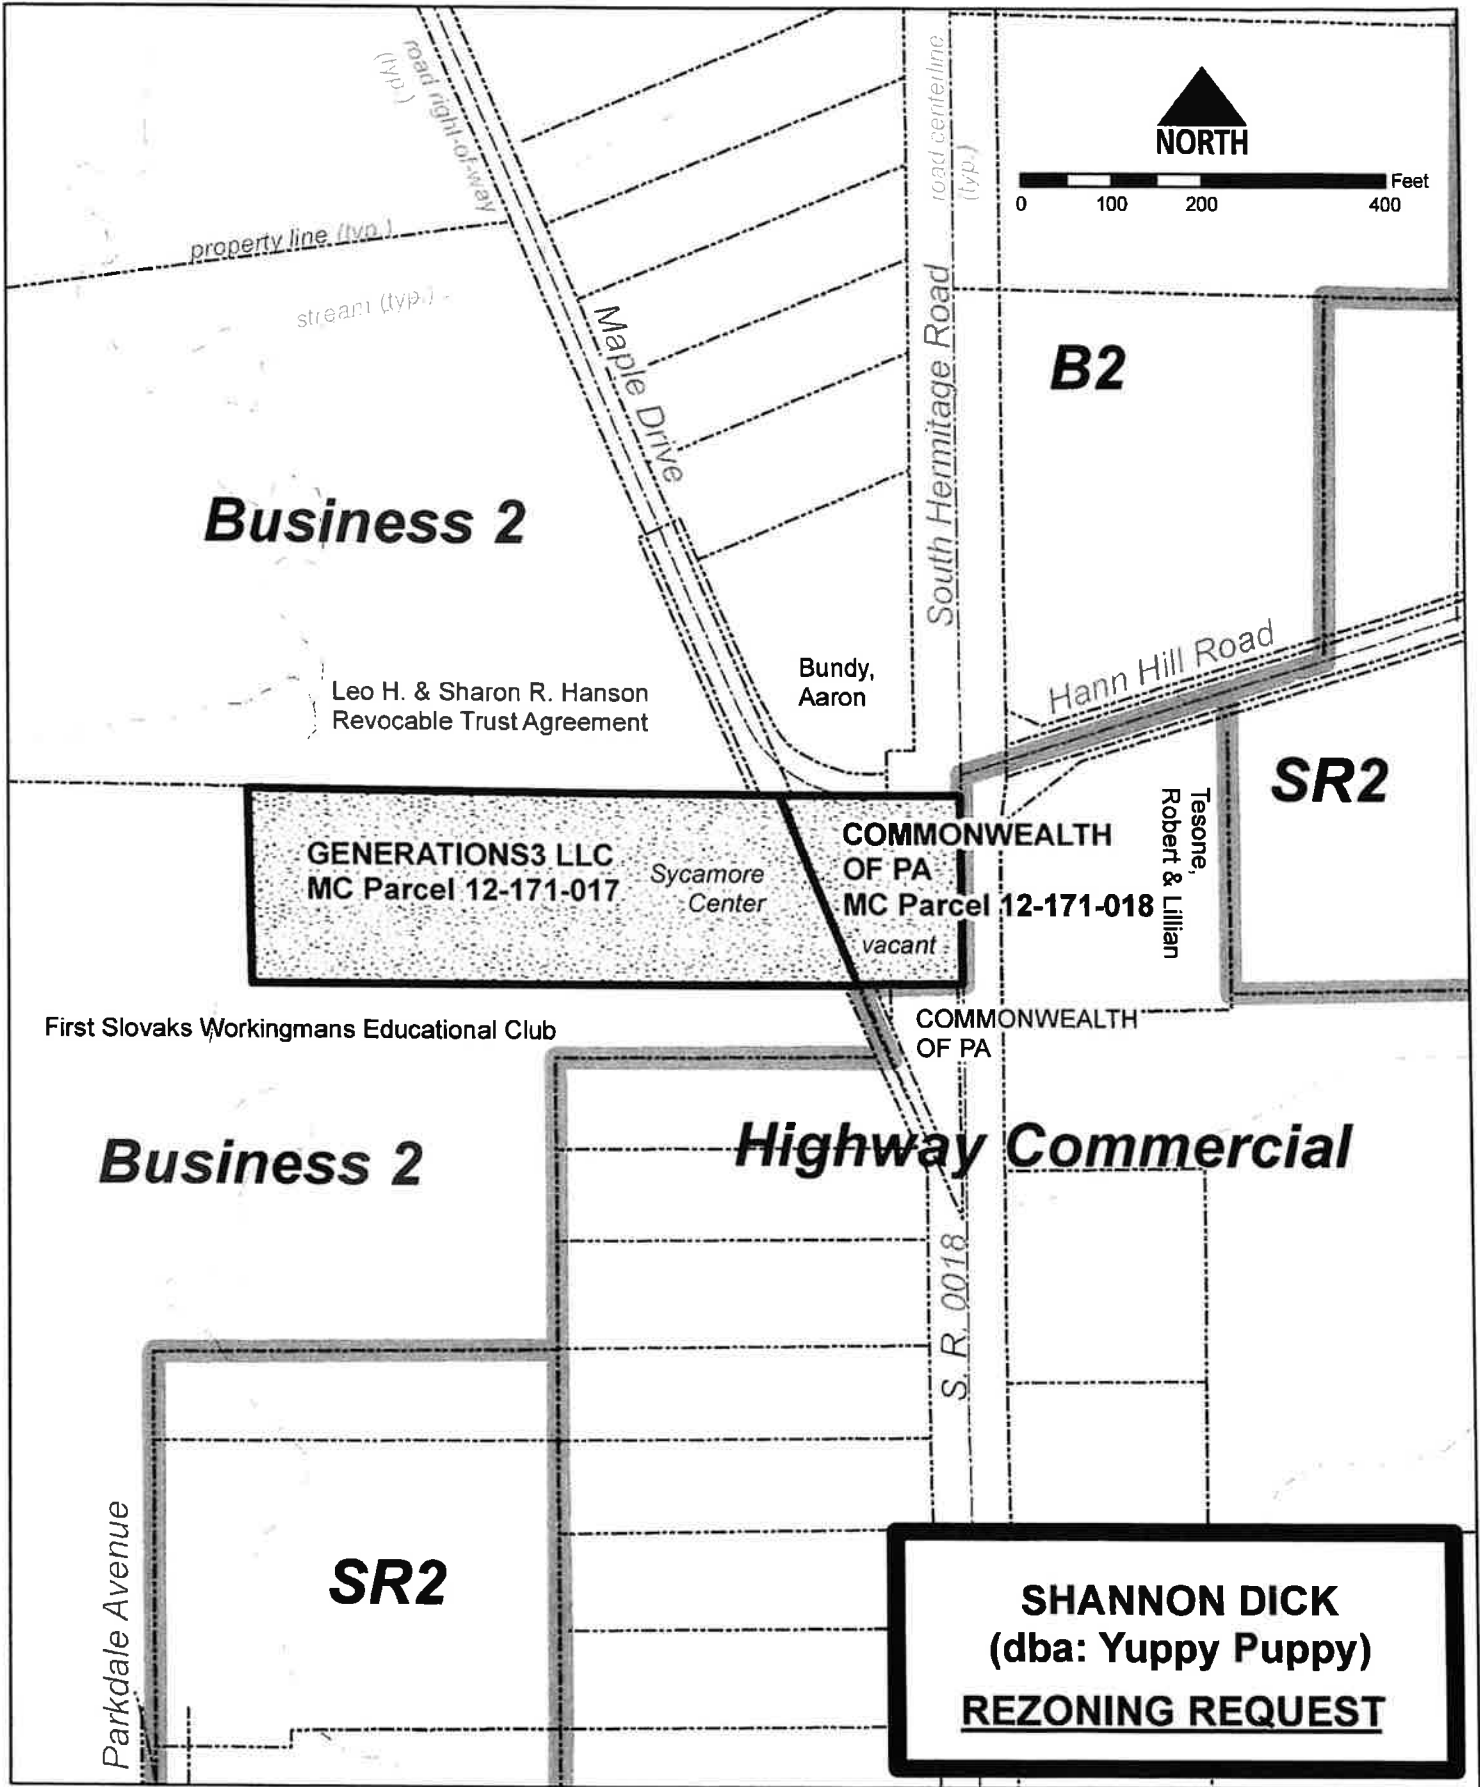 road right-of-way
(typ.)
road centerline
(typ.)
NORTH
Feet
0 100 200 400
property line (typ.)
stream (typ.)
Maple Drive
South Hermitage Road
B2
Business 2
Hann Hill Road
Bundy,
Aaron
Leo H. & Sharon R. Hanson
Revocable Trust Agreement
SR2
Tesone,
Robert & Lillian
GENERATIONS3 LLC
MC Parcel 12-171-017
Sycamore
Center
COMMONWEALTH
OF PA
MC Parcel 12-171-018
vacant
First Slovaks Workingmans Educational Club
COMMONWEALTH
OF PA
Business 2
Highway Commercial
S. R. 0018
Parkdale Avenue
SR2
SHANNON DICK
(dba: Yuppy Puppy)
REZONING REQUEST